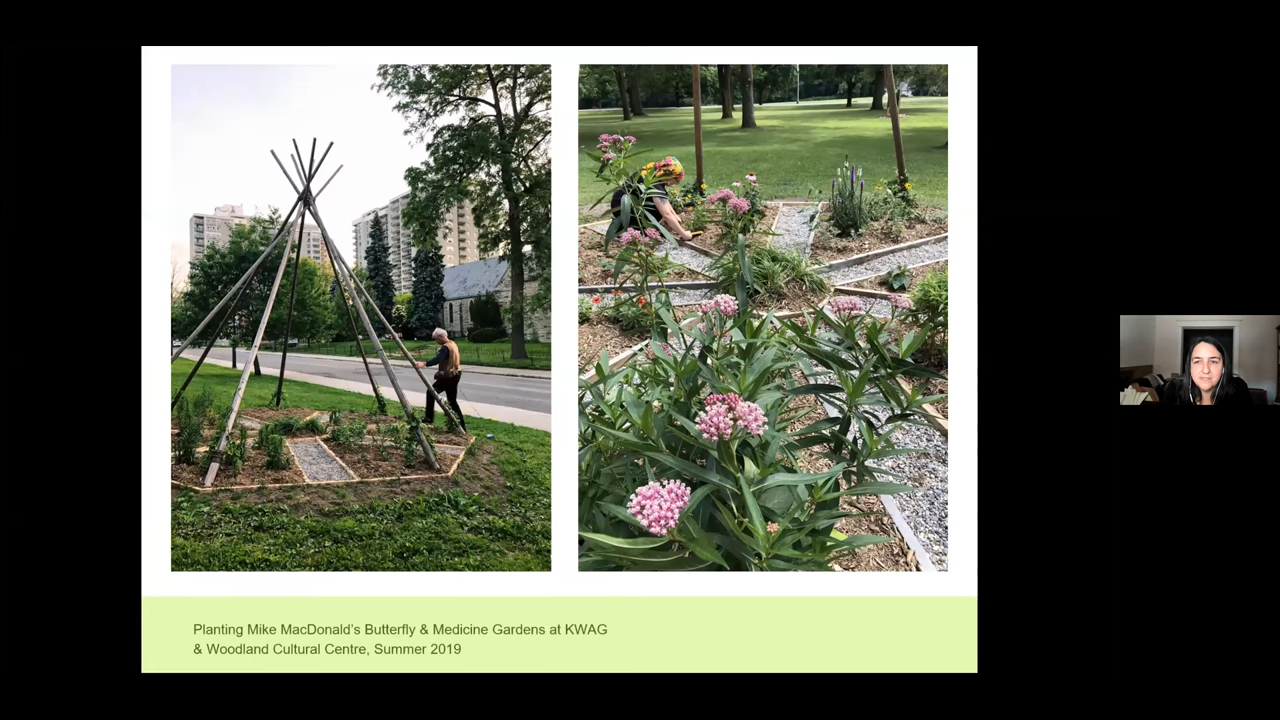 Planting Mike MacDonald’s Butterfly & Medicine Gardens at KWAG
& Woodland Cultural Centre, Summer 2019